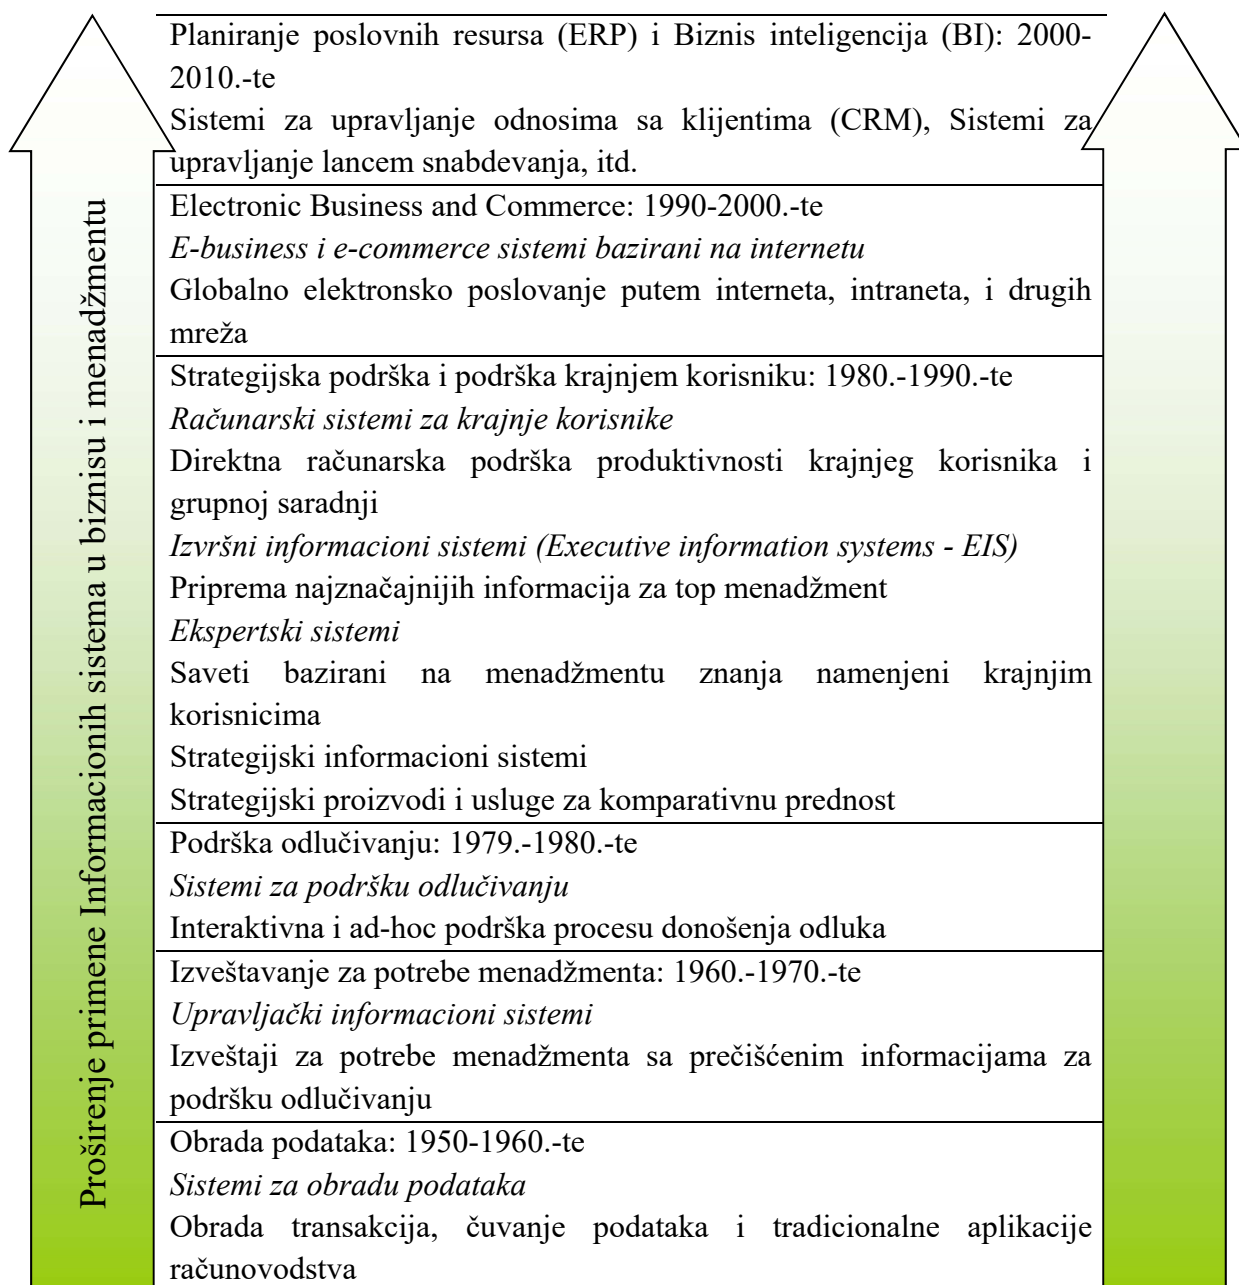 Planiranje poslovnih resursa (ERP) i Biznis inteligencija (BI): 2000-
2010.-te
Sistemi za upravljanje odnosima sa klijentima (CRM), Sistemi za
upravljanje lancem snabdevanja, itd.
Electronic Business and Commerce: 1990-2000.-te
E-business i e-commerce sistemi bazirani na internetu
Globalno elektronsko poslovanje putem interneta, intraneta, i drugih
mreža
Strategijska podrška i podrška krajnjem korisniku: 1980.-1990.-te
Računarski sistemi za krajnje korisnike
Direktna računarska podrška produktivnosti krajnjeg korisnika i
grupnoj saradnji
Izvršni informacioni sistemi (Executive information systems - EIS)
Priprema najznačajnijih informacija za top menadžment
Ekspertski sistemi
Saveti bazirani na menadžmentu znanja namenjeni krajnjim
korisnicima
Strategijski informacioni sistemi
Strategijski proizvodi i usluge za komparativnu prednost
Podrška odlučivanju: 1979.-1980.-te
Sistemi za podršku odlučivanju
Interaktivna i ad-hoc podrška procesu donošenja odluka
Izveštavanje za potrebe menadžmenta: 1960.-1970.-te
Upravljački informacioni sistemi
Izveštaji za potrebe menadžmenta sa prečišćenim informacijama za
podršku odlučivanju
Obrada podataka: 1950-1960.-te
Sistemi za obradu podataka
Obrada transakcija, čuvanje podataka i tradicionalne aplikacije
računovodstva
Proširenje primene Informacionih sistema u biznisu i menadžmentu